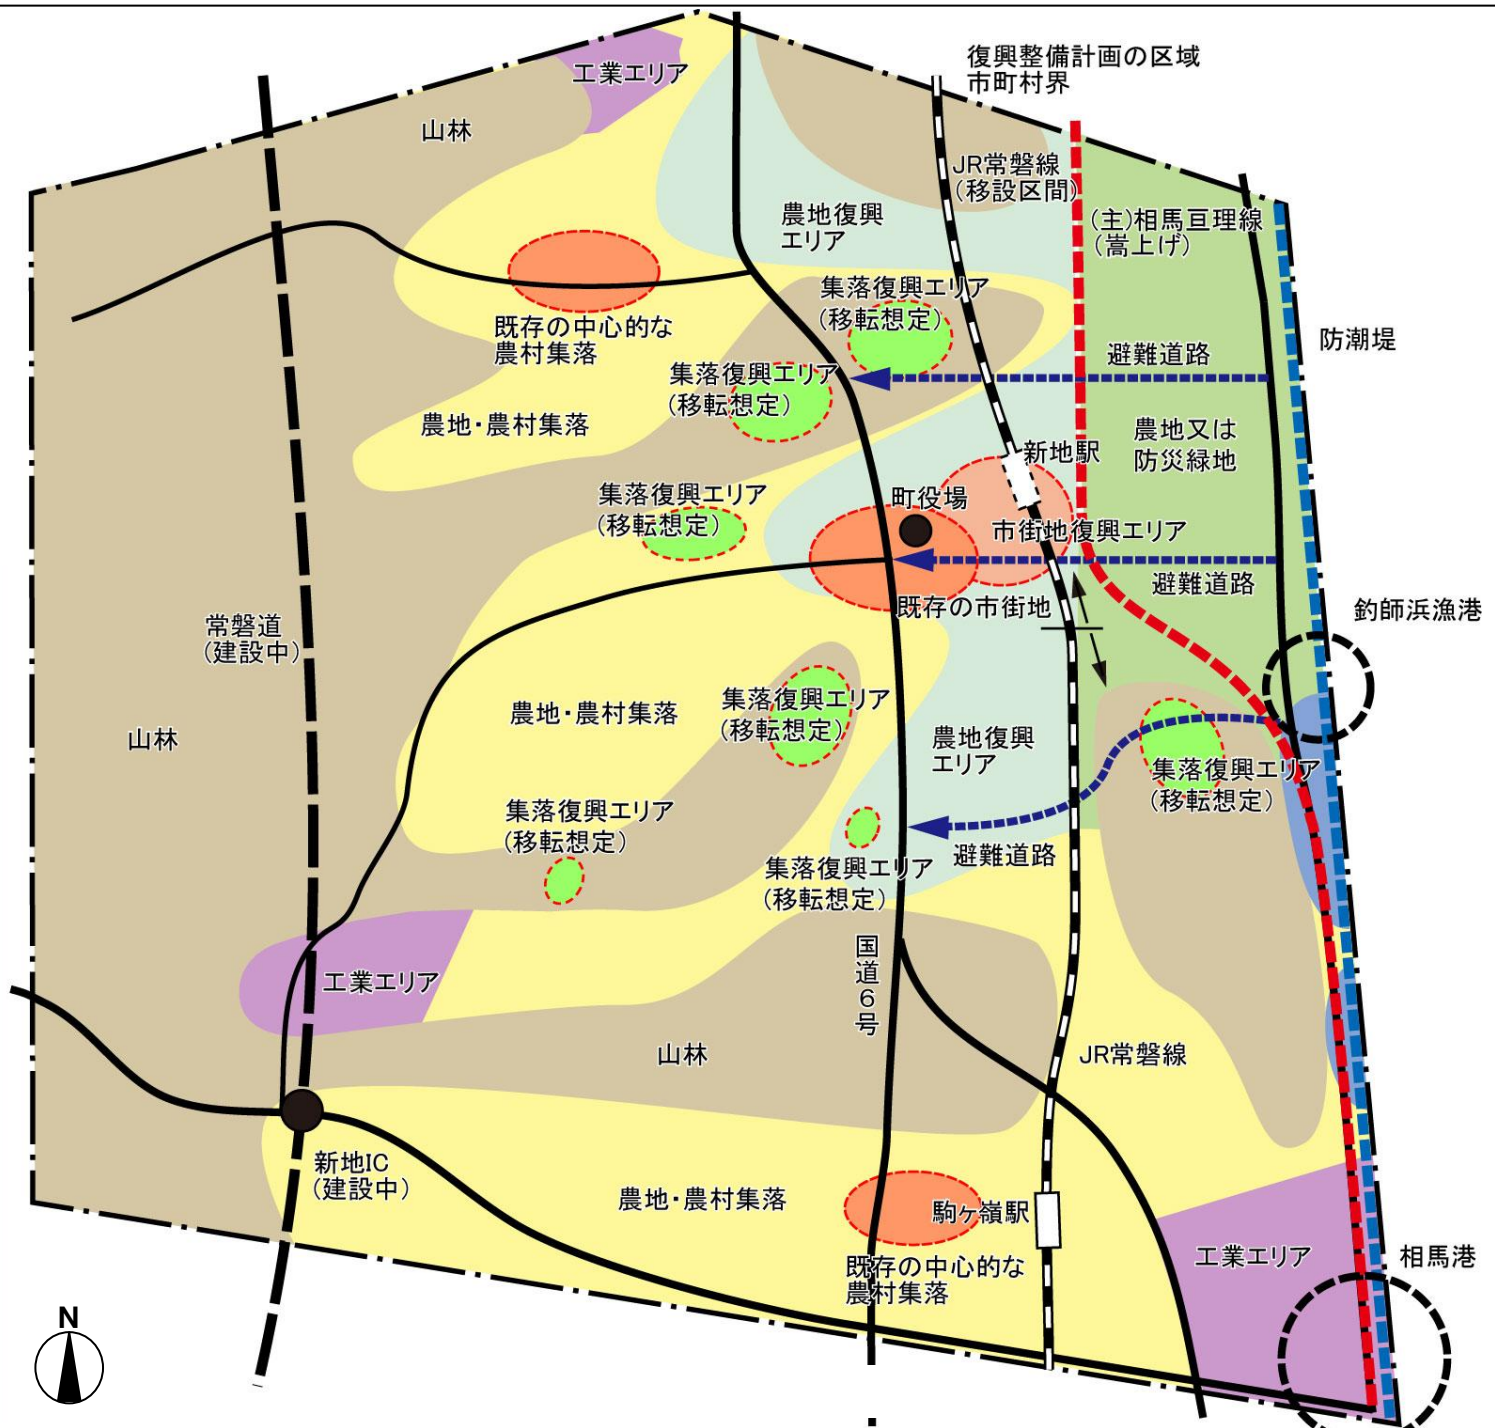 復興整備計画の区域
市町村界
工業エリア
山林
JR常磐線
(移設区間)
農地復興
エリア
(主)相馬亘理線
(嵩上げ)
集落復興エリア
(移転想定)
既存の中心的な
農村集落
防潮堤
避難道路
集落復興エリア
(移転想定)
農地・農村集落
農地又は
防災緑地
新地駅
集落復興エリア
(移転想定)
町役場
市街地復興エリア
避難道路
既存の市街地
釣師浜漁港
常磐道
(建設中)
山林
農地・農村集落
集落復興エリア
(移転想定)
農地復興
エリア
集落復興エリア
(移転想定)
集落復興エリア
(移転想定)
避難道路
集落復興エリア
(移転想定)
国道6号
工業エリア
山林
JR常磐線
新地IC
(建設中)
農地・農村集落
駒ヶ嶺駅
既存の中心的な
農村集落
工業エリア
相馬港
N